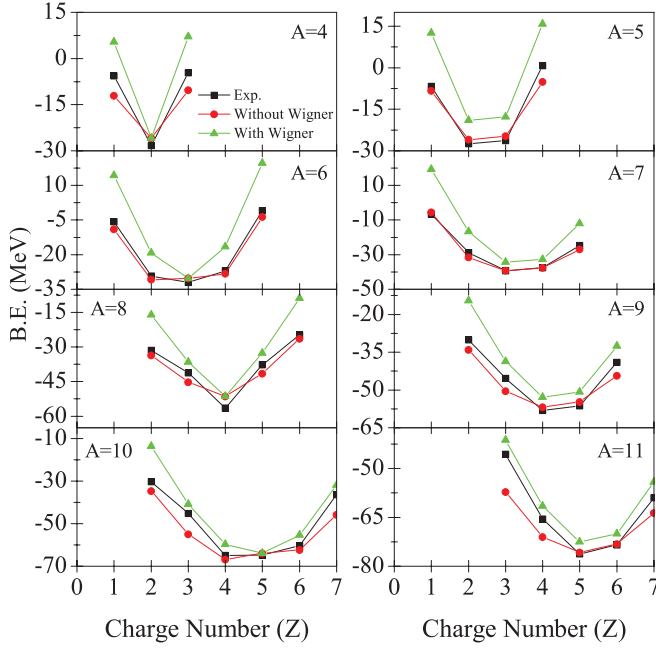 15
0
-15
-30
A=4
Exp.
Without Wigner
With Wigner
15
0
-15
-30
A=5
10
-5
-20
-35
A=6
10
-10
-30
-50
A=7
-15
-30
-45
-60
A=8
-20
-35
-50
-65
A=9
-10
-30
-50
-70
A=10
-50
-65
-80
A=11
B.E. (MeV)
0 1 2 3 4 5 6 7
0 1 2 3 4 5 6 7
Charge Number (Z)
Charge Number (Z)